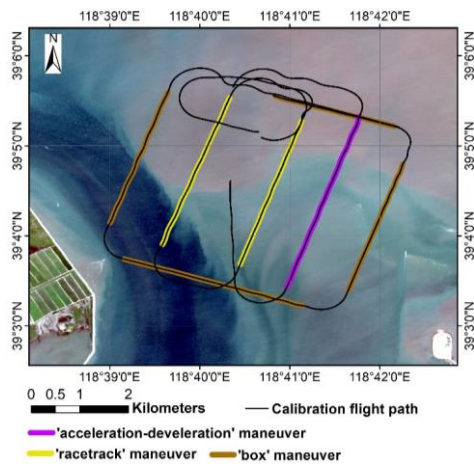 118°39'0"E 118°40'0"E 118°41'0"E 118°42'0"E
39°6'0"N 39°6'0"N
N
39°5'0"N 39°5'0"N
39°4'0"N 39°4'0"N
39°3'0"N 39°3'0"N
118°39'0"E 118°40'0"E 118°41'0"E 118°42'0"E
0 0.5 1 2
Kilometers Calibration flight path
'acceleration-develeration' maneuver
'racetrack' maneuver 'box' maneuver